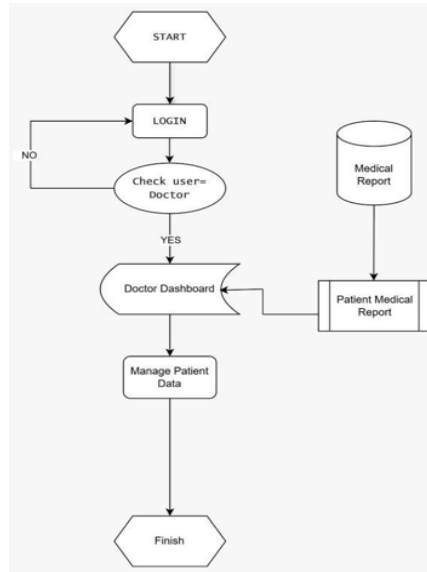 START
LOGIN
NO
Check user=
Doctor
Medical
Report
YES
Doctor Dashboard
Patient Medical
Report
Manage Patient
Data
Finish